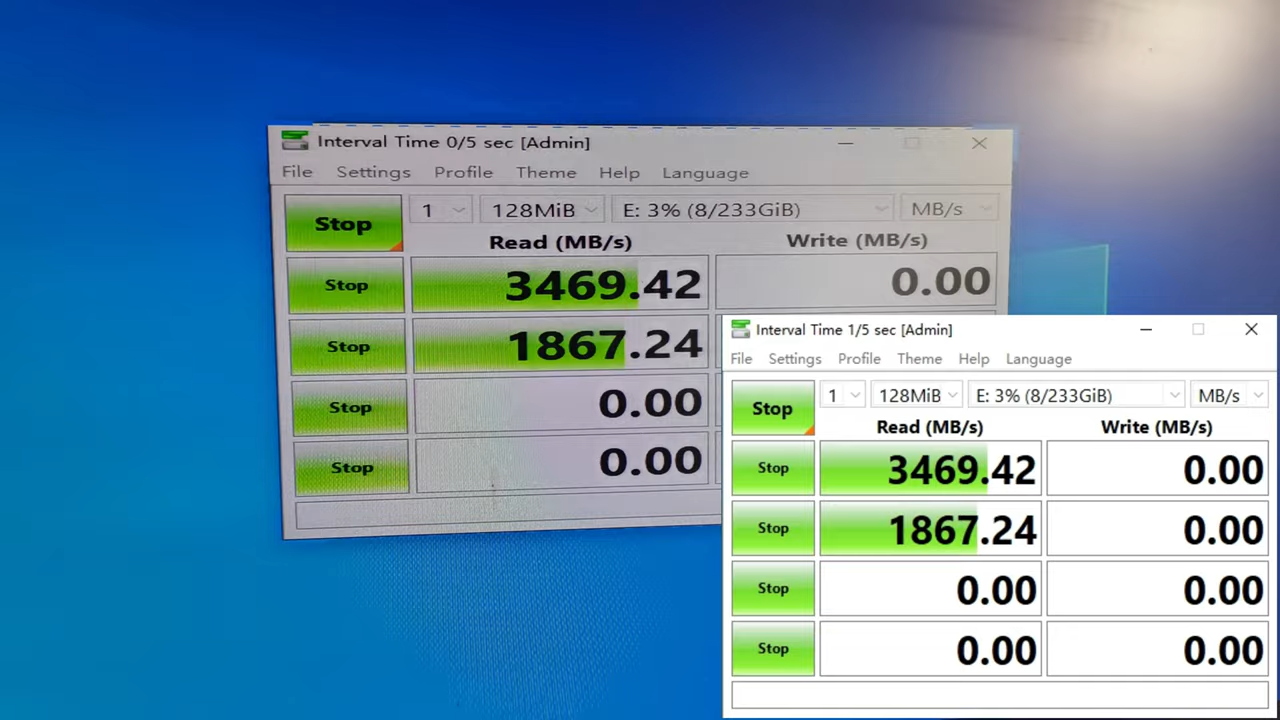 Interval Time 0/5 sec [Admin]
File Settings Profile Theme Help Language
Stop 1 128MiB E: 3% (8/233GiB) MB/s
Read (MB/s) Write (MB/s)
Stop 3469.42 0.00
Stop 1867.24
Stop 0.00
Stop 0.00
Interval Time 1/5 sec [Admin]
File Settings Profile Theme Help Language
Stop 1 128MiB E: 3% (8/233GiB) MB/s
Read (MB/s) Write (MB/s)
Stop 3469.42 0.00
Stop 1867.24 0.00
Stop 0.00 0.00
Stop 0.00 0.00